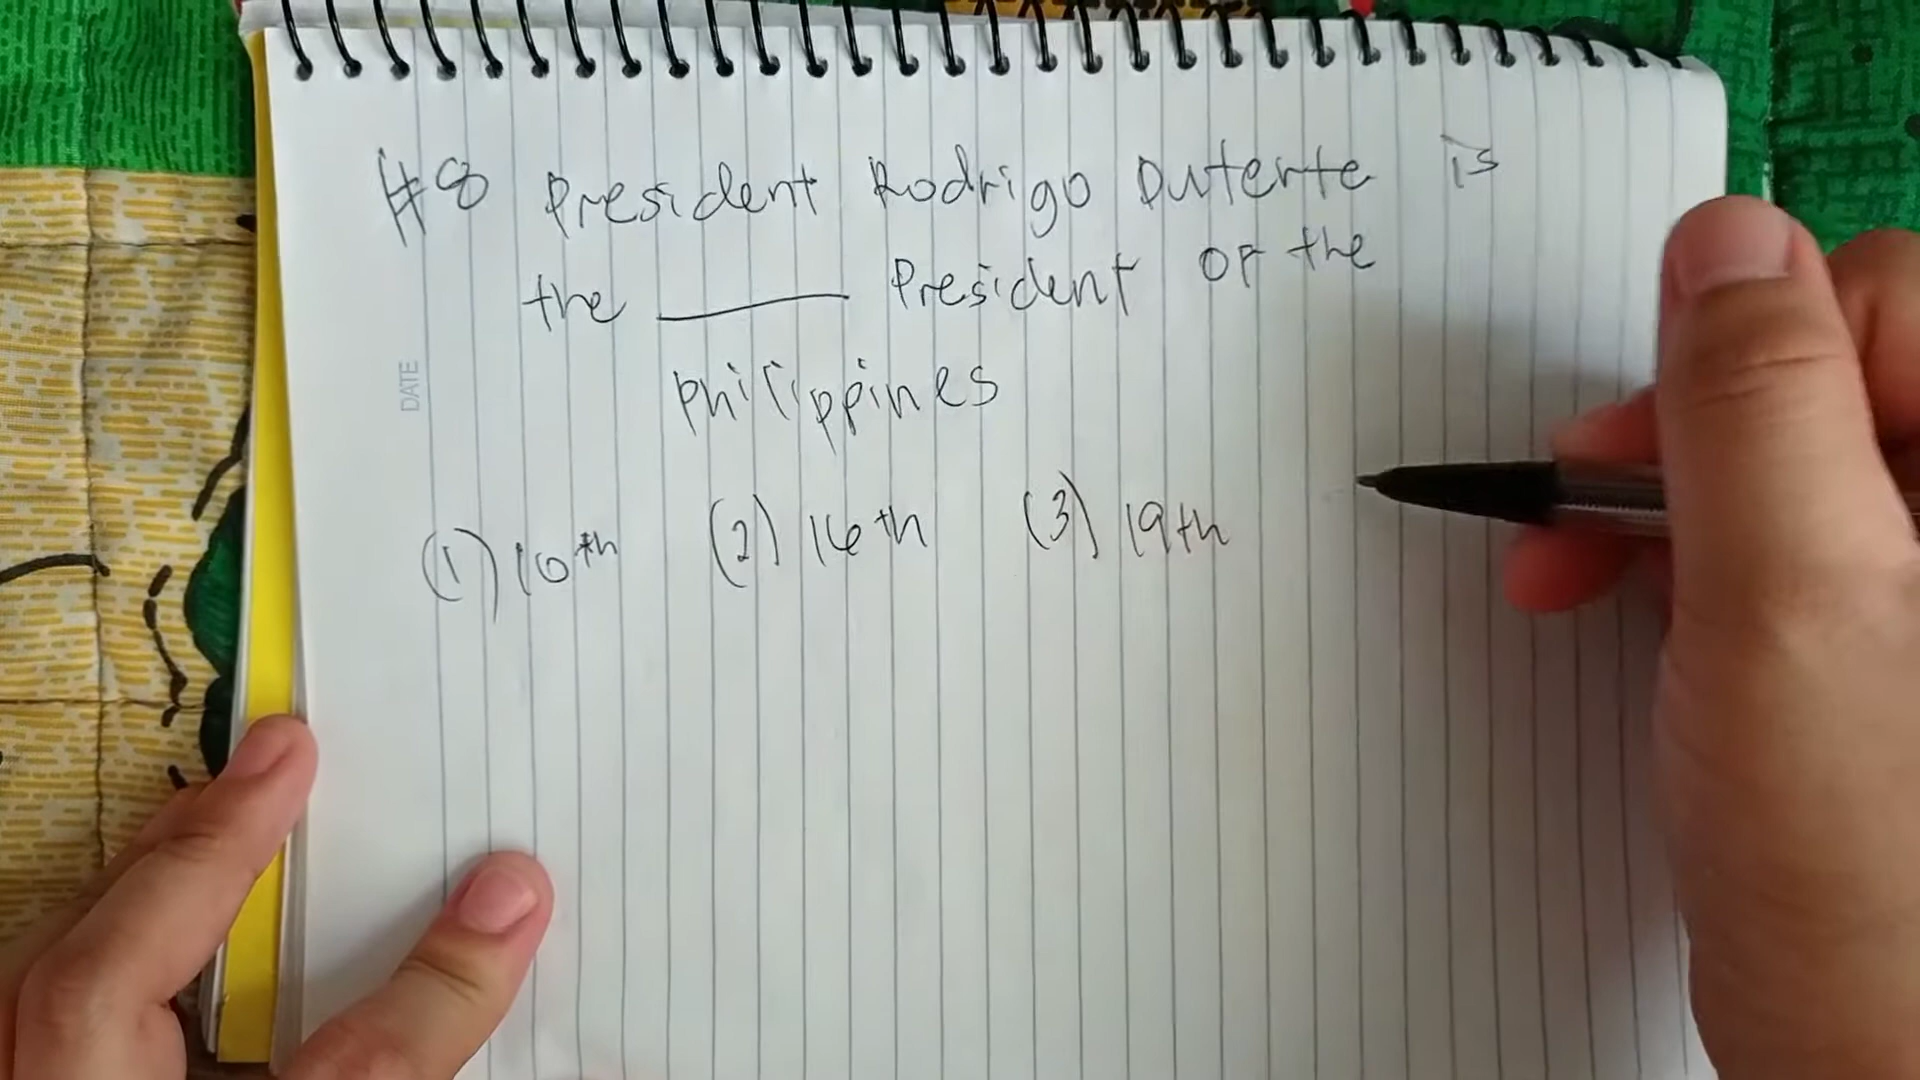 #8 President Rodrigo Duterte is
the ______ President of the
philippines
(1) 10th (2) 16th (3) 19th
DATE